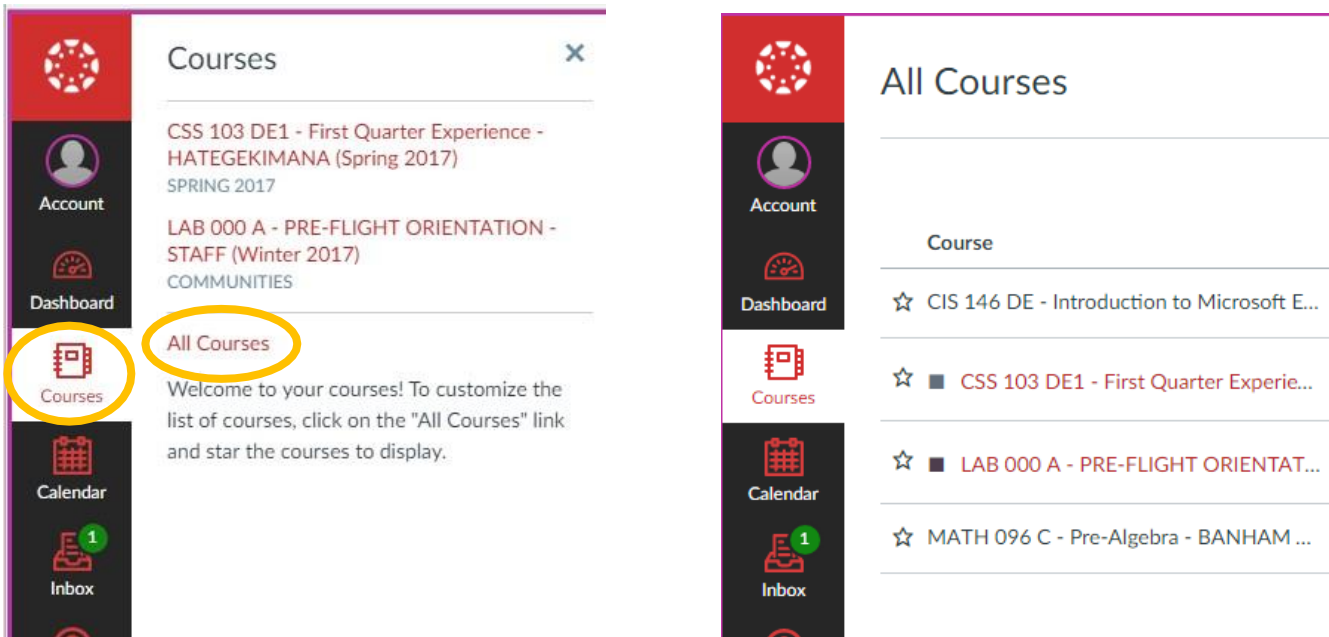 Courses
×
CSS 103 DE1 - First Quarter Experience -
HATEGEKIMANA (Spring 2017)
SPRING 2017
LAB 000 A - PRE-FLIGHT ORIENTATION -
STAFF (Winter 2017)
COMMUNITIES
All Courses
Welcome to your courses! To customize the
list of courses, click on the "All Courses" link
and star the courses to display.
Account
Dashboard
Courses
Calendar
1
Inbox
All Courses
Course
CIS 146 DE - Introduction to Microsoft E...
CSS 103 DE1 - First Quarter Experie...
LAB 000 A - PRE-FLIGHT ORIENTAT...
MATH 096 C - Pre-Algebra - BANHAM ...
Account
Dashboard
Courses
Calendar
1
Inbox